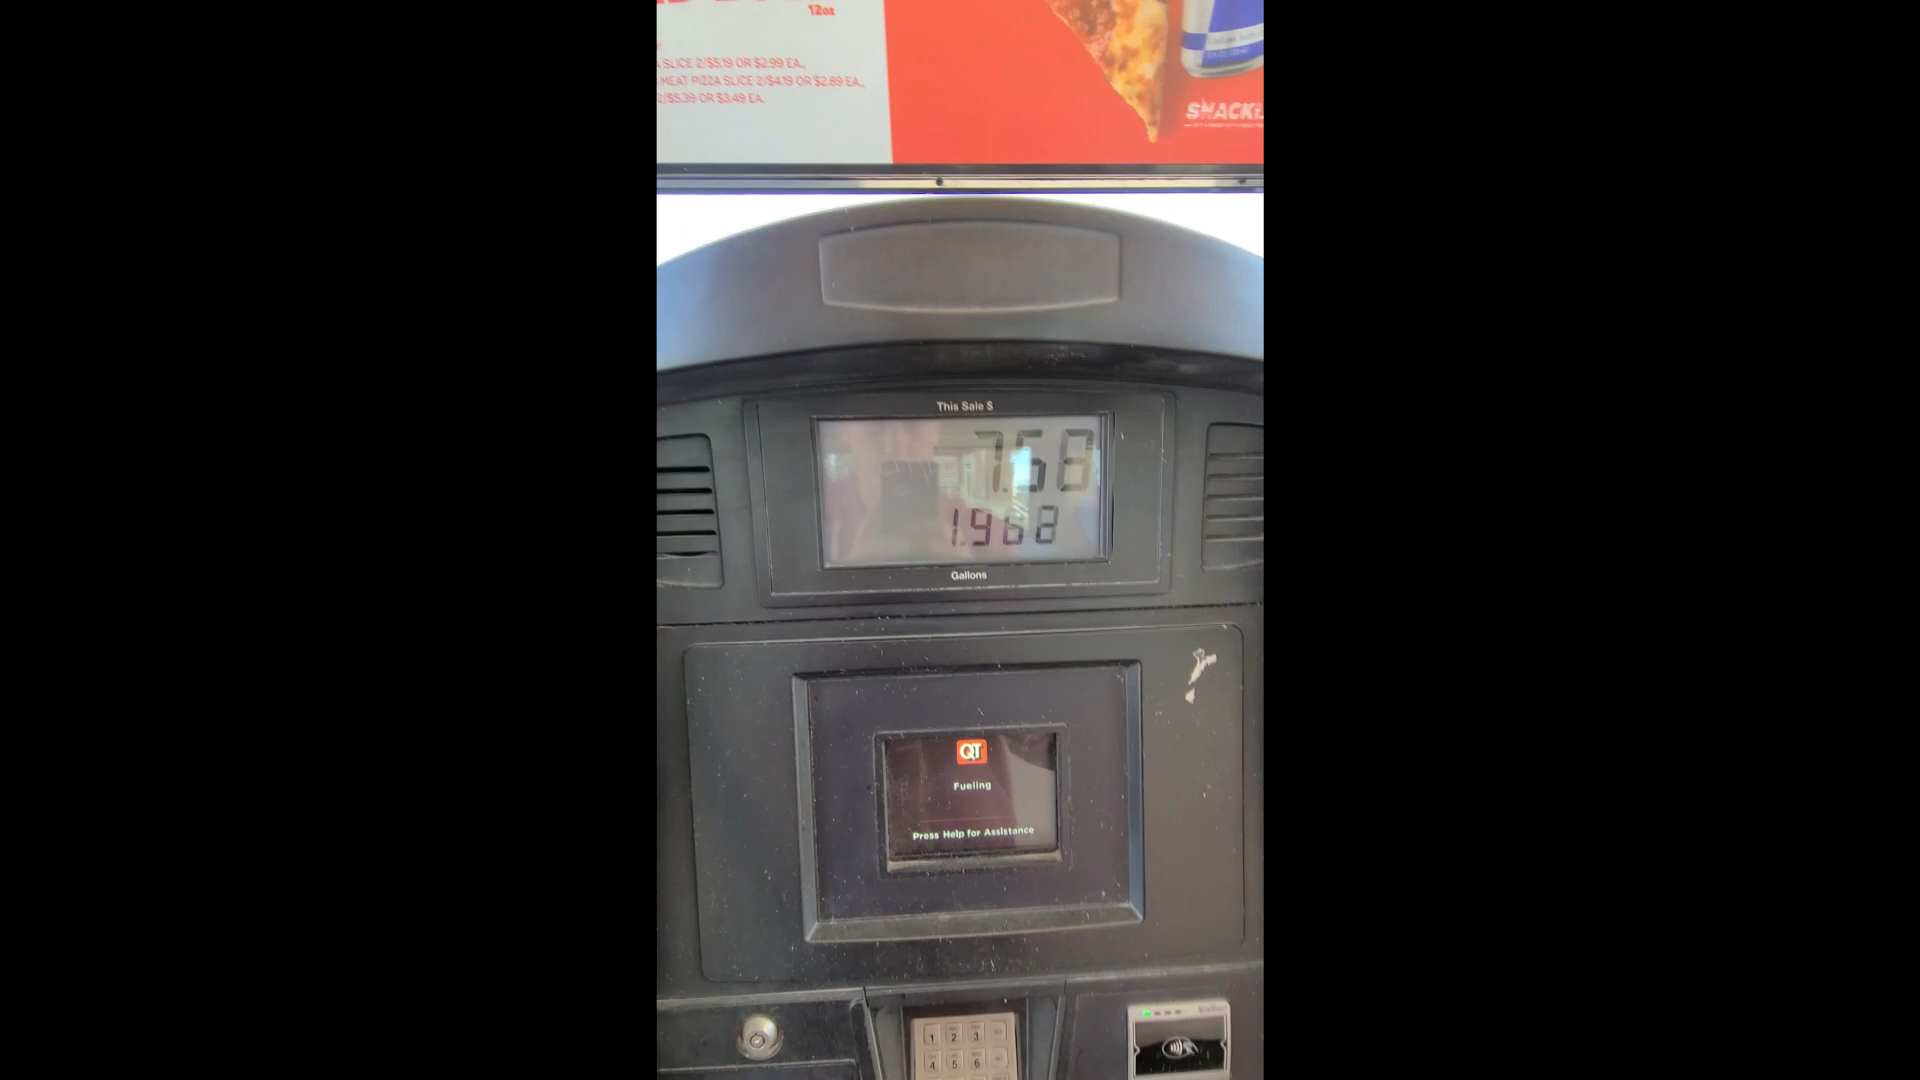 12oz
SLICE 2/$5.19 OR $2.99 EA.,
MEAT PIZZA SLICE 2/$4.19 OR $2.89 EA.,
2/$5.39 OR $3.49 EA.
This Sale $
7.58
1.968
Gallons
QT
Fueling
Press Help for Assistance
1 2 3
4 5 6